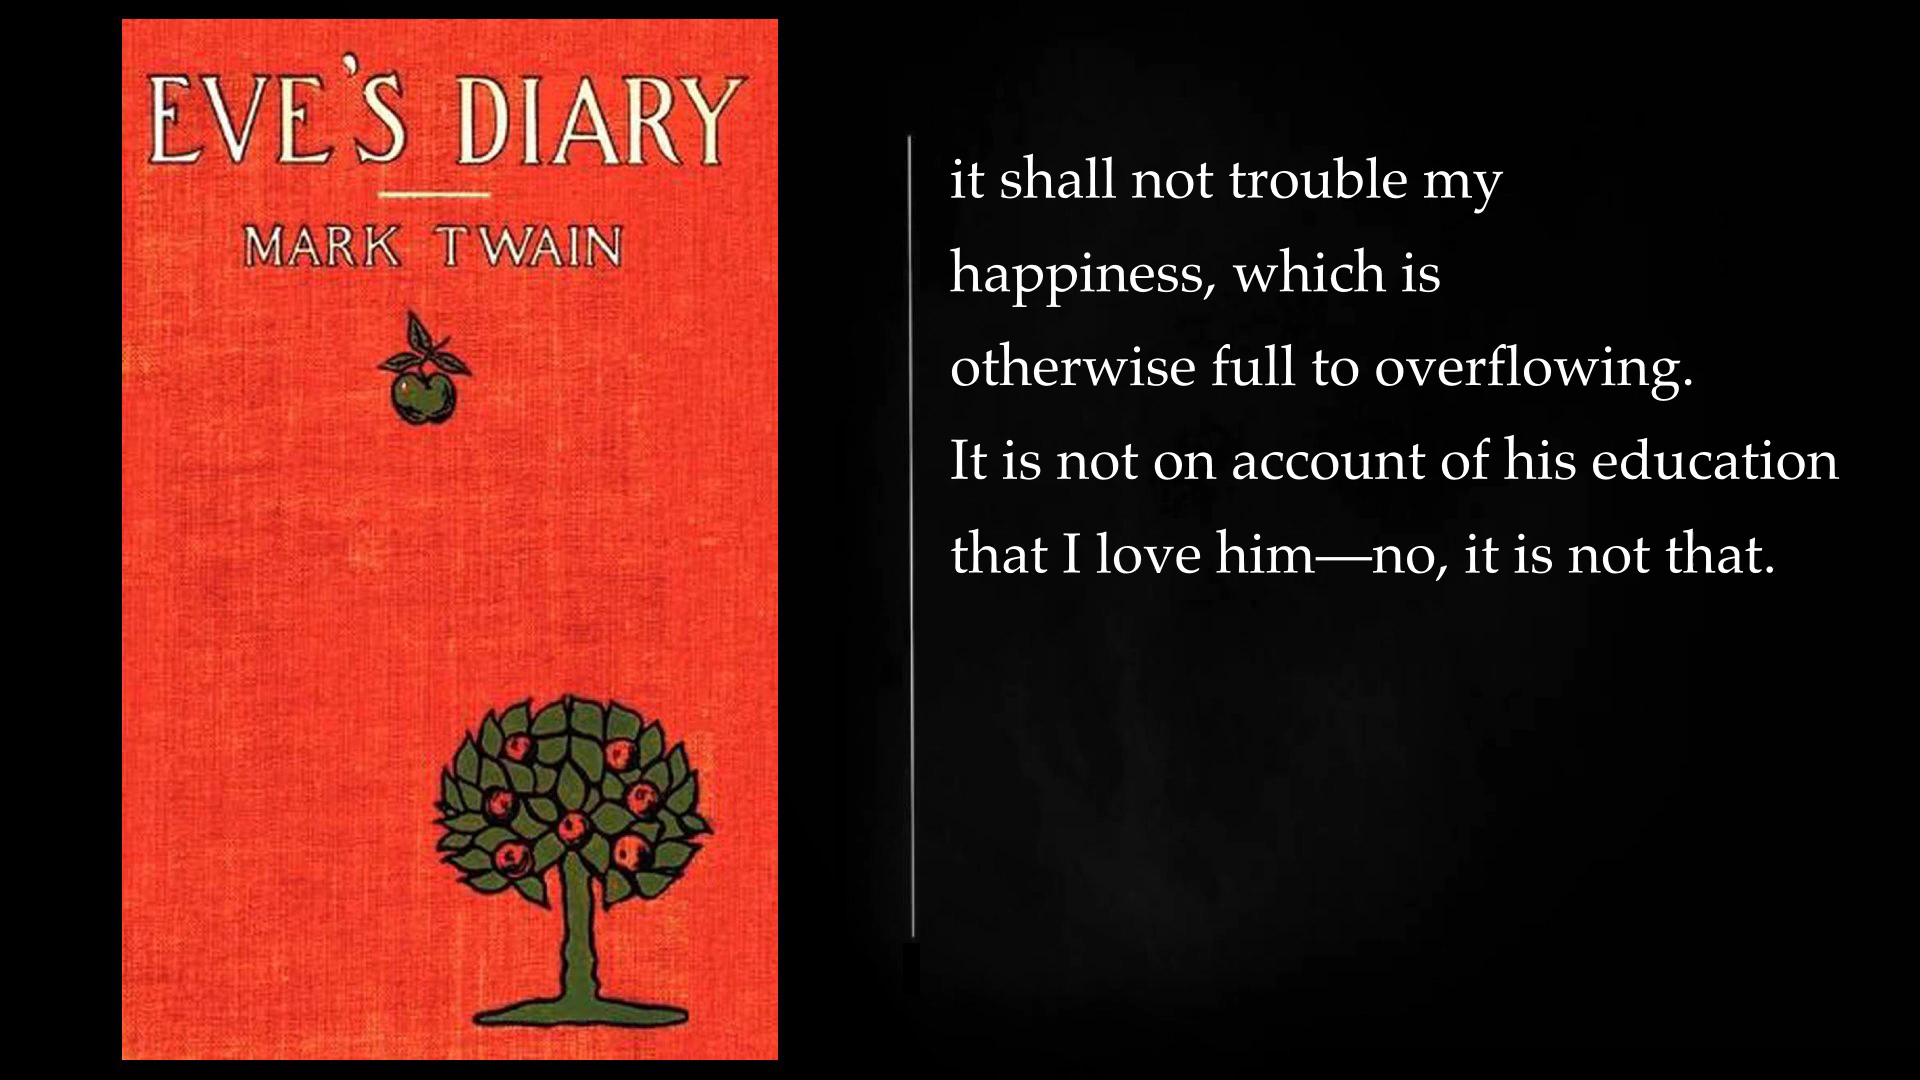 EVE'S DIARY
MARK TWAIN
it shall not trouble my
happiness, which is
otherwise full to overflowing.
It is not on account of his education
that I love him—no, it is not that.